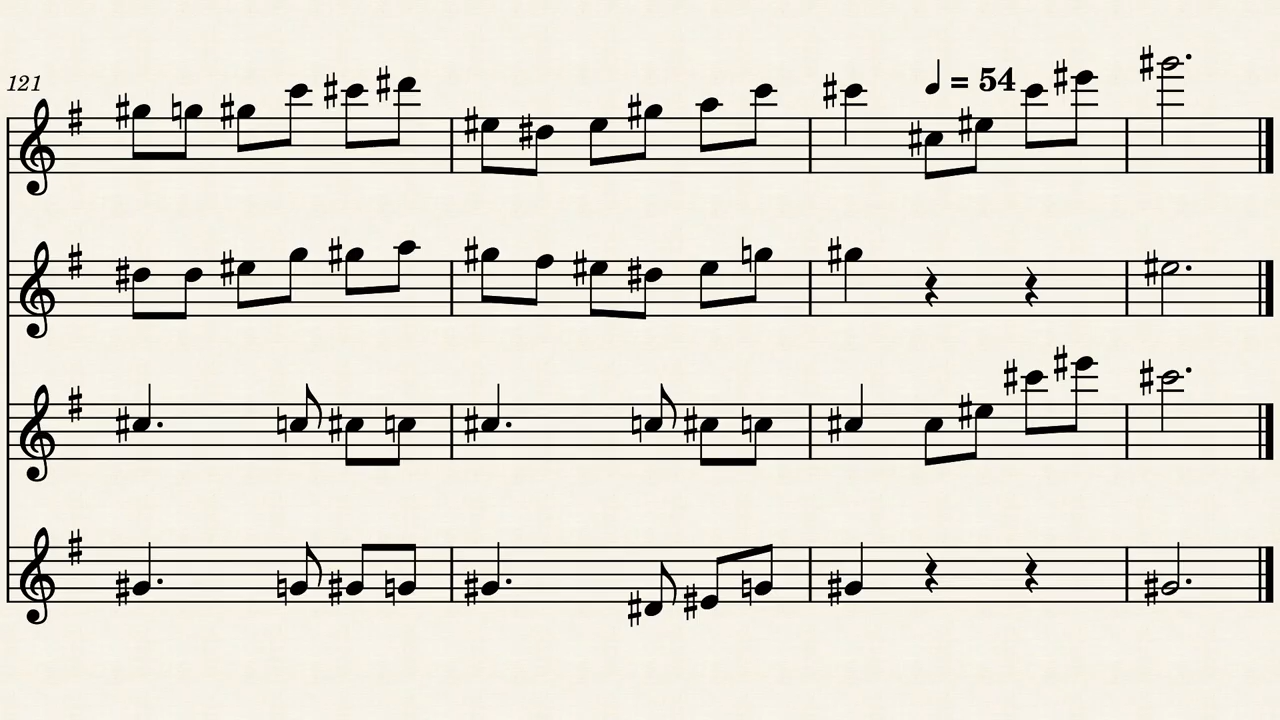 121
♩ = 54